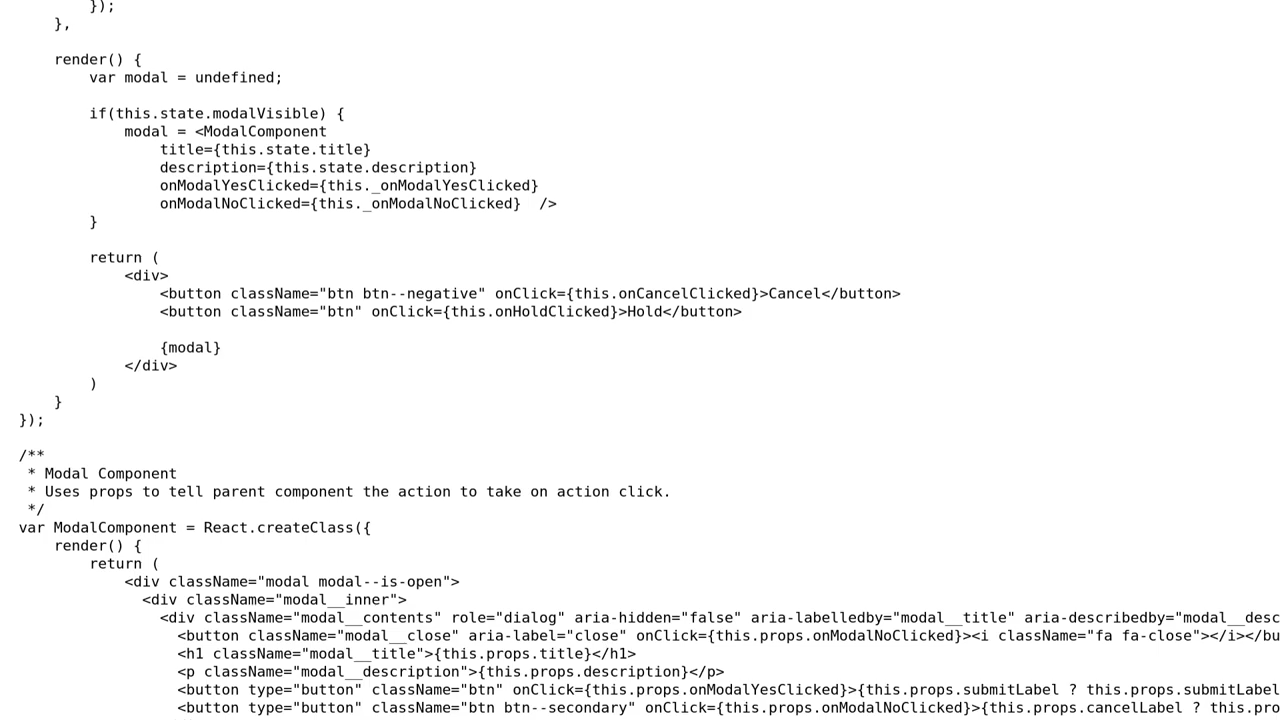 });
    },

    render() {
        var modal = undefined;

        if(this.state.modalVisible) {
            modal = <ModalComponent
                title={this.state.title}
                description={this.state.description}
                onModalYesClicked={this._onModalYesClicked}
                onModalNoClicked={this._onModalNoClicked}  />
        }

        return (
            <div>
                <button className="btn btn--negative" onClick={this.onCancelClicked}>Cancel</button>
                <button className="btn" onClick={this.onHoldClicked}>Hold</button>

                {modal}
            </div>
        )
    }
});

/**
 * Modal Component
 * Uses props to tell parent component the action to take on action click.
 */
var ModalComponent = React.createClass({
    render() {
        return (
            <div className="modal modal--is-open">
              <div className="modal__inner">
                <div className="modal__contents" role="dialog" aria-hidden="false" aria-labelledby="modal__title" aria-describedby="modal__desc
                  <button className="modal__close" aria-label="close" onClick={this.props.onModalNoClicked}><i className="fa fa-close"></i></bu
                  <h1 className="modal__title">{this.props.title}</h1>
                  <p className="modal__description">{this.props.description}</p>
                  <button type="button" className="btn" onClick={this.props.onModalYesClicked}>{this.props.submitLabel ? this.props.submitLabel
                  <button type="button" className="btn btn--secondary" onClick={this.props.onModalNoClicked}>{this.props.cancelLabel ? this.pro